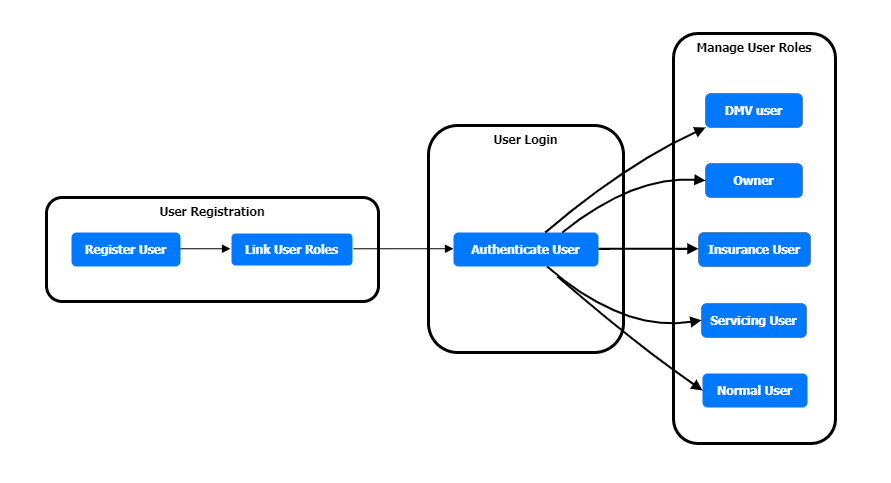 User Registration
Register User
Link User Roles
User Login
Authenticate User
Manage User Roles
DMV user
Owner
Insurance User
Servicing User
Normal User